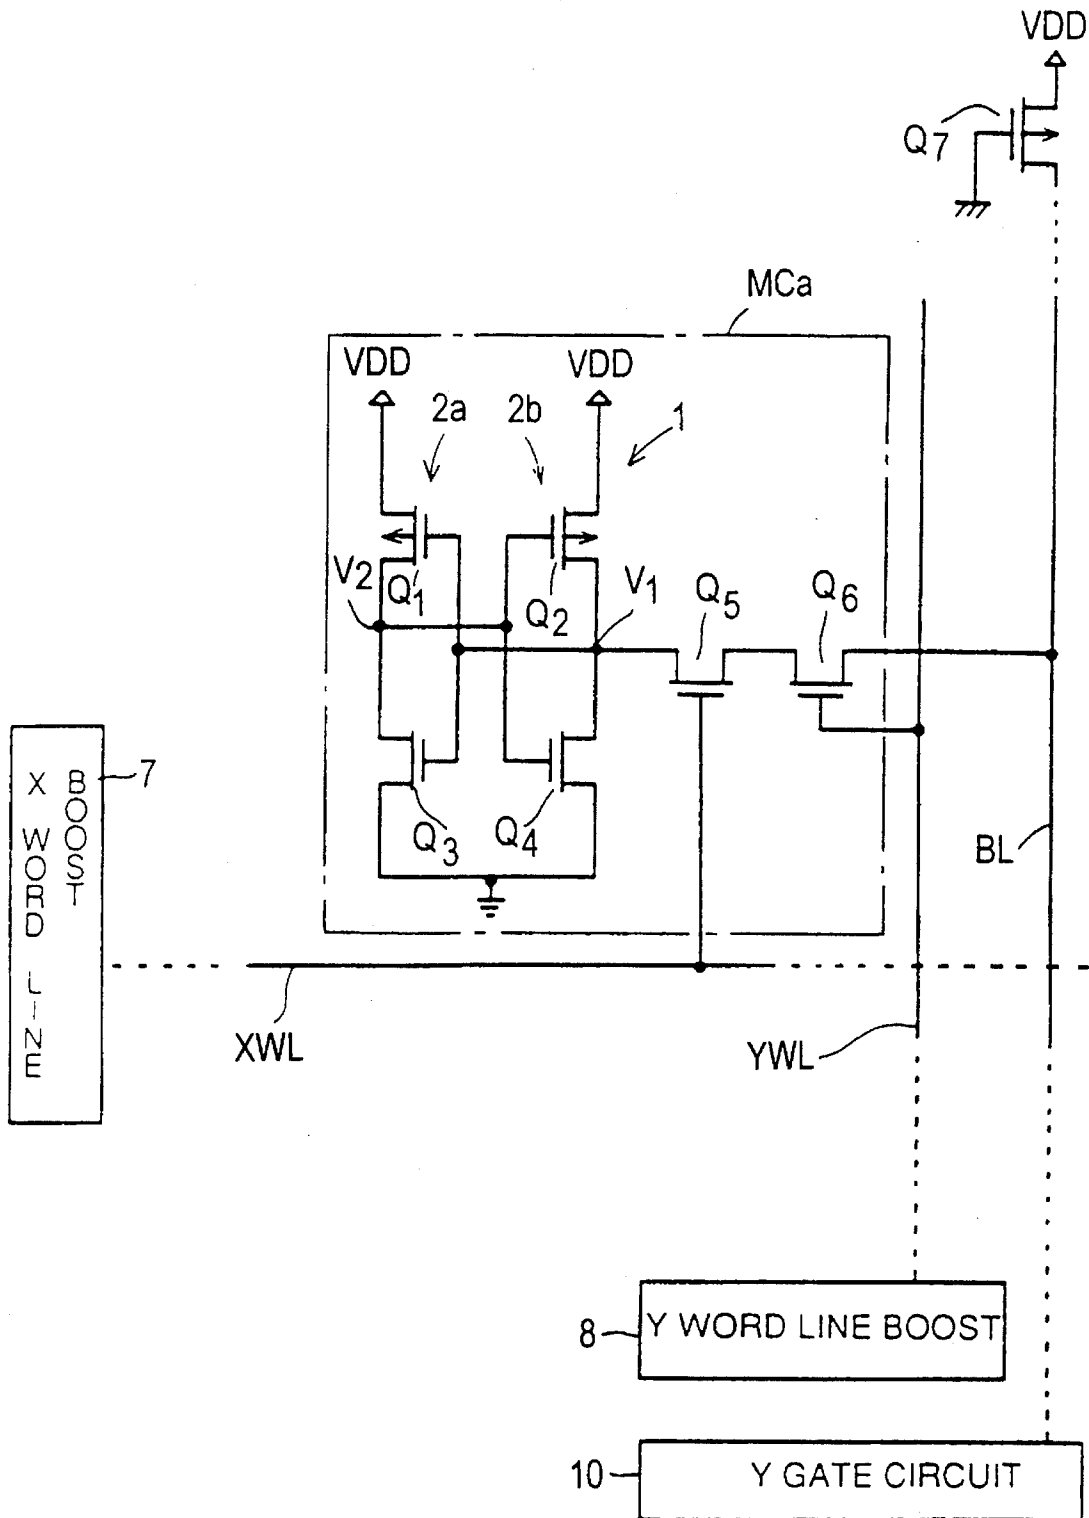 VDD
Q7
MCa
VDD
VDD
2a
2b
1
V2
Q1
Q2
V1
Q5
Q6
X WORD LINE
BOOST
7
Q3
Q4
BL
XWL
YWL
8
Y WORD LINE BOOST
10
Y GATE CIRCUIT